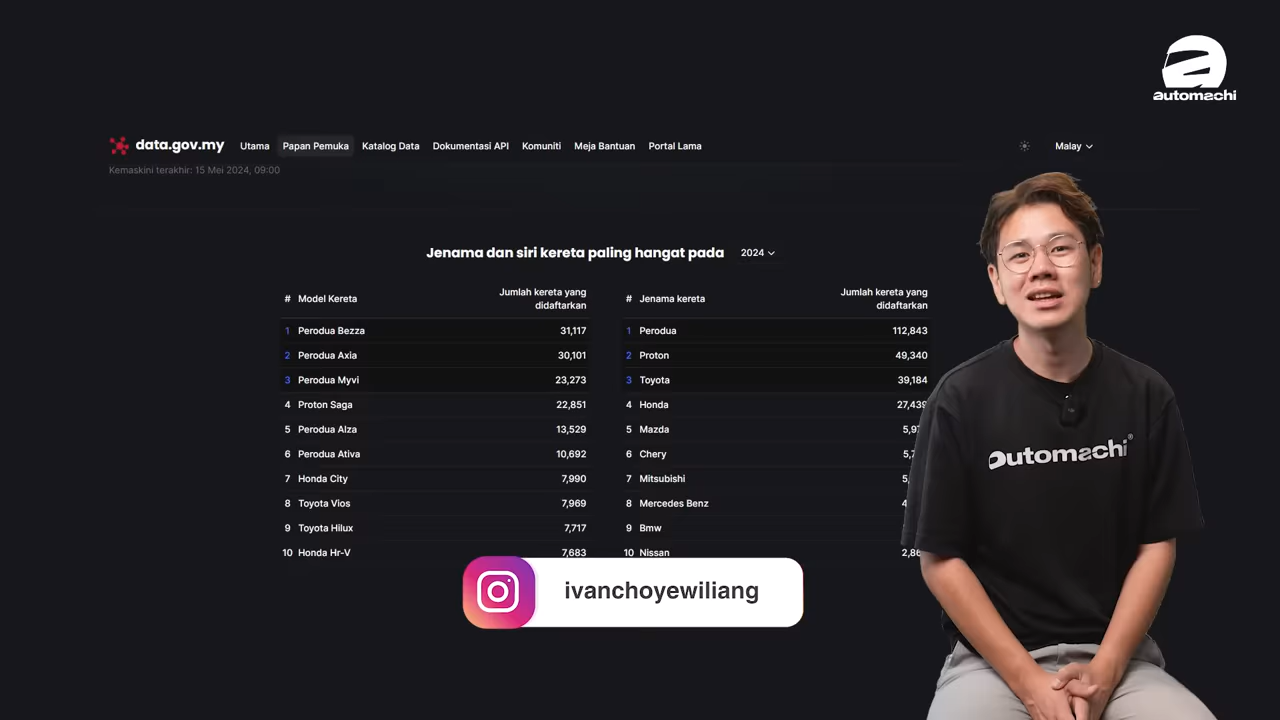 automachi
data.gov.my Utama Papan Pemuka Katalog Data Dokumentasi API Komuniti Meja Bantuan Portal Lama Malay
Kemaskini terakhir: 15 Mei 2024, 09:00
Jenama dan siri kereta paling hangat pada 2024
# Model Kereta Jumlah kereta yang didaftarkan
1 Perodua Bezza 31,117
2 Perodua Axia 30,101
3 Perodua Myvi 23,273
4 Proton Saga 22,851
5 Perodua Alza 13,529
6 Perodua Ativa 10,692
7 Honda City 7,990
8 Toyota Vios 7,969
9 Toyota Hilux 7,717
10 Honda Hr-V 7,683
# Jenama kereta Jumlah kereta yang didaftarkan
1 Perodua 112,843
2 Proton 49,340
3 Toyota 39,184
4 Honda 27,439
5 Mazda
6 Chery
7 Mitsubishi
8 Mercedes Benz
9 Bmw
10 Nissan
automachi®
ivanchoyewiliang